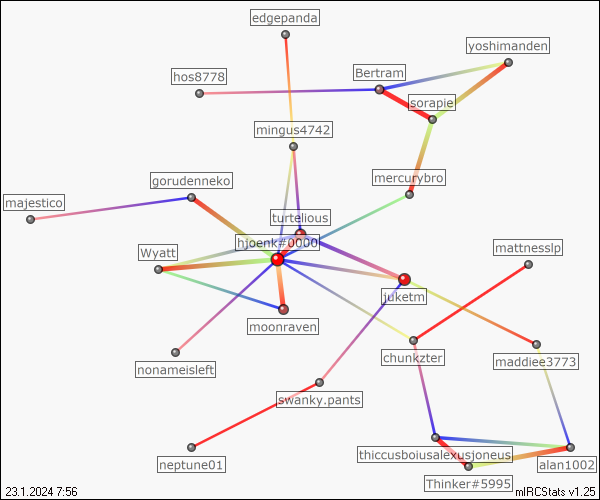 edgepanda
yoshimanden
hos8778
Bertram
sorapie
mingus4742
gorudenneko
mercurybro
majestico
turtelious
hjoenk#0000
Wyatt
mattnesslp
juketm
moonraven
chunkzter
nonameisleft
maddiee3773
swanky.pants
thiccusboiusalexusjoneus
neptune01
alan1002
Thinker#5995
23.1.2024 7:56
mIRCStats v1.25